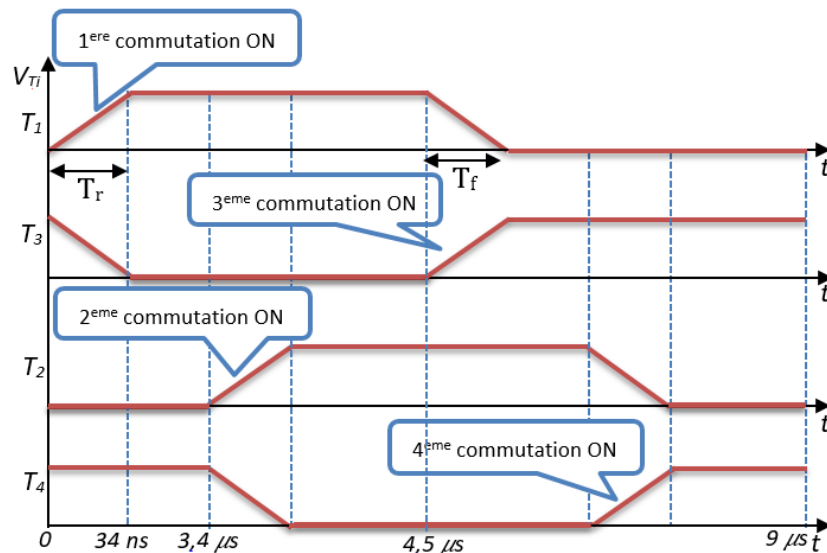 1ere commutation ON
VTi
T1
t
Tr
Tf
3eme commutation ON
T3
t
2eme commutation ON
T2
t
4eme commutation ON
T4
0
34 ns
3,4 µs
4,5 µs
9 µs
t